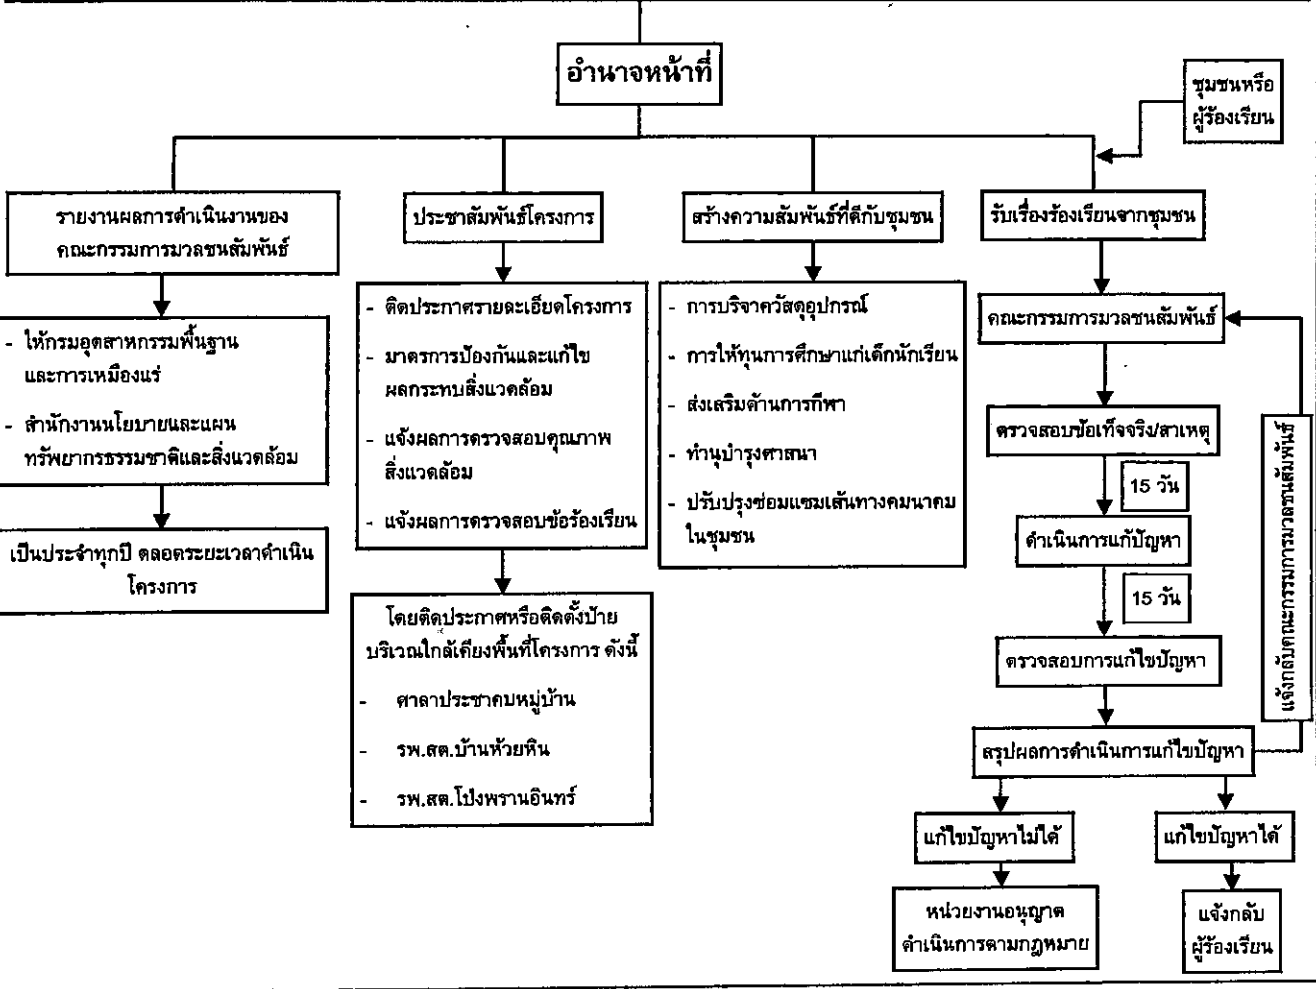 อำนาจหน้าที่
ชุมชนหรือ
ผู้ร้องเรียน
รายงานผลการดำเนินงานของ
คณะกรรมการมวลชนสัมพันธ์
- ให้กรมอุตสาหกรรมพื้นฐาน
และการเหมืองแร่
- สำนักงานนโยบายและแผน
ทรัพยากรธรรมชาติและสิ่งแวดล้อม
เป็นประจำทุกปี ตลอดระยะเวลาดำเนิน
โครงการ
ประชาสัมพันธ์โครงการ
- ติดประกาศรายละเอียดโครงการ
- มาตรการป้องกันและแก้ไข
ผลกระทบสิ่งแวดล้อม
- แจ้งผลการตรวจสอบคุณภาพ
สิ่งแวดล้อม
- แจ้งผลการตรวจสอบข้อร้องเรียน
โดยติดประกาศหรือติดตั้งป้าย
บริเวณใกล้เคียงพื้นที่โครงการ ดังนี้
- ศาลาประชาคมหมู่บ้าน
- รพ.สต.บ้านห้วยหิน
- รพ.สต.โป่งพรานอินทร์
สร้างความสัมพันธ์ที่ดีกับชุมชน
- การบริจาควัสดุอุปกรณ์
- การให้ทุนการศึกษาแก่เด็กนักเรียน
- ส่งเสริมด้านการกีฬา
- ทำนุบำรุงศาสนา
- ปรับปรุงซ่อมแซมเส้นทางคมนาคม
ในชุมชน
รับเรื่องร้องเรียนจากชุมชน
คณะกรรมการมวลชนสัมพันธ์
ตรวจสอบข้อเท็จจริง/สาเหตุ
15 วัน
ดำเนินการแก้ปัญหา
15 วัน
ตรวจสอบการแก้ไขปัญหา
สรุปผลการดำเนินการแก้ไขปัญหา
แจ้งกลับคณะกรรมการมวลชนสัมพันธ์
แก้ไขปัญหาไม่ได้
แก้ไขปัญหาได้
หน่วยงานอนุญาต
ดำเนินการตามกฎหมาย
แจ้งกลับ
ผู้ร้องเรียน